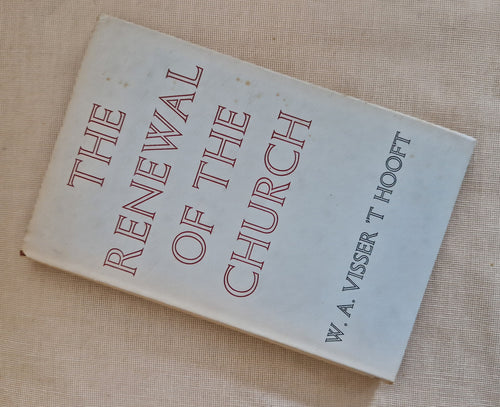 THE
RENEWAL
OF THE
CHURCH
W. A. VISSER 'T HOOFT